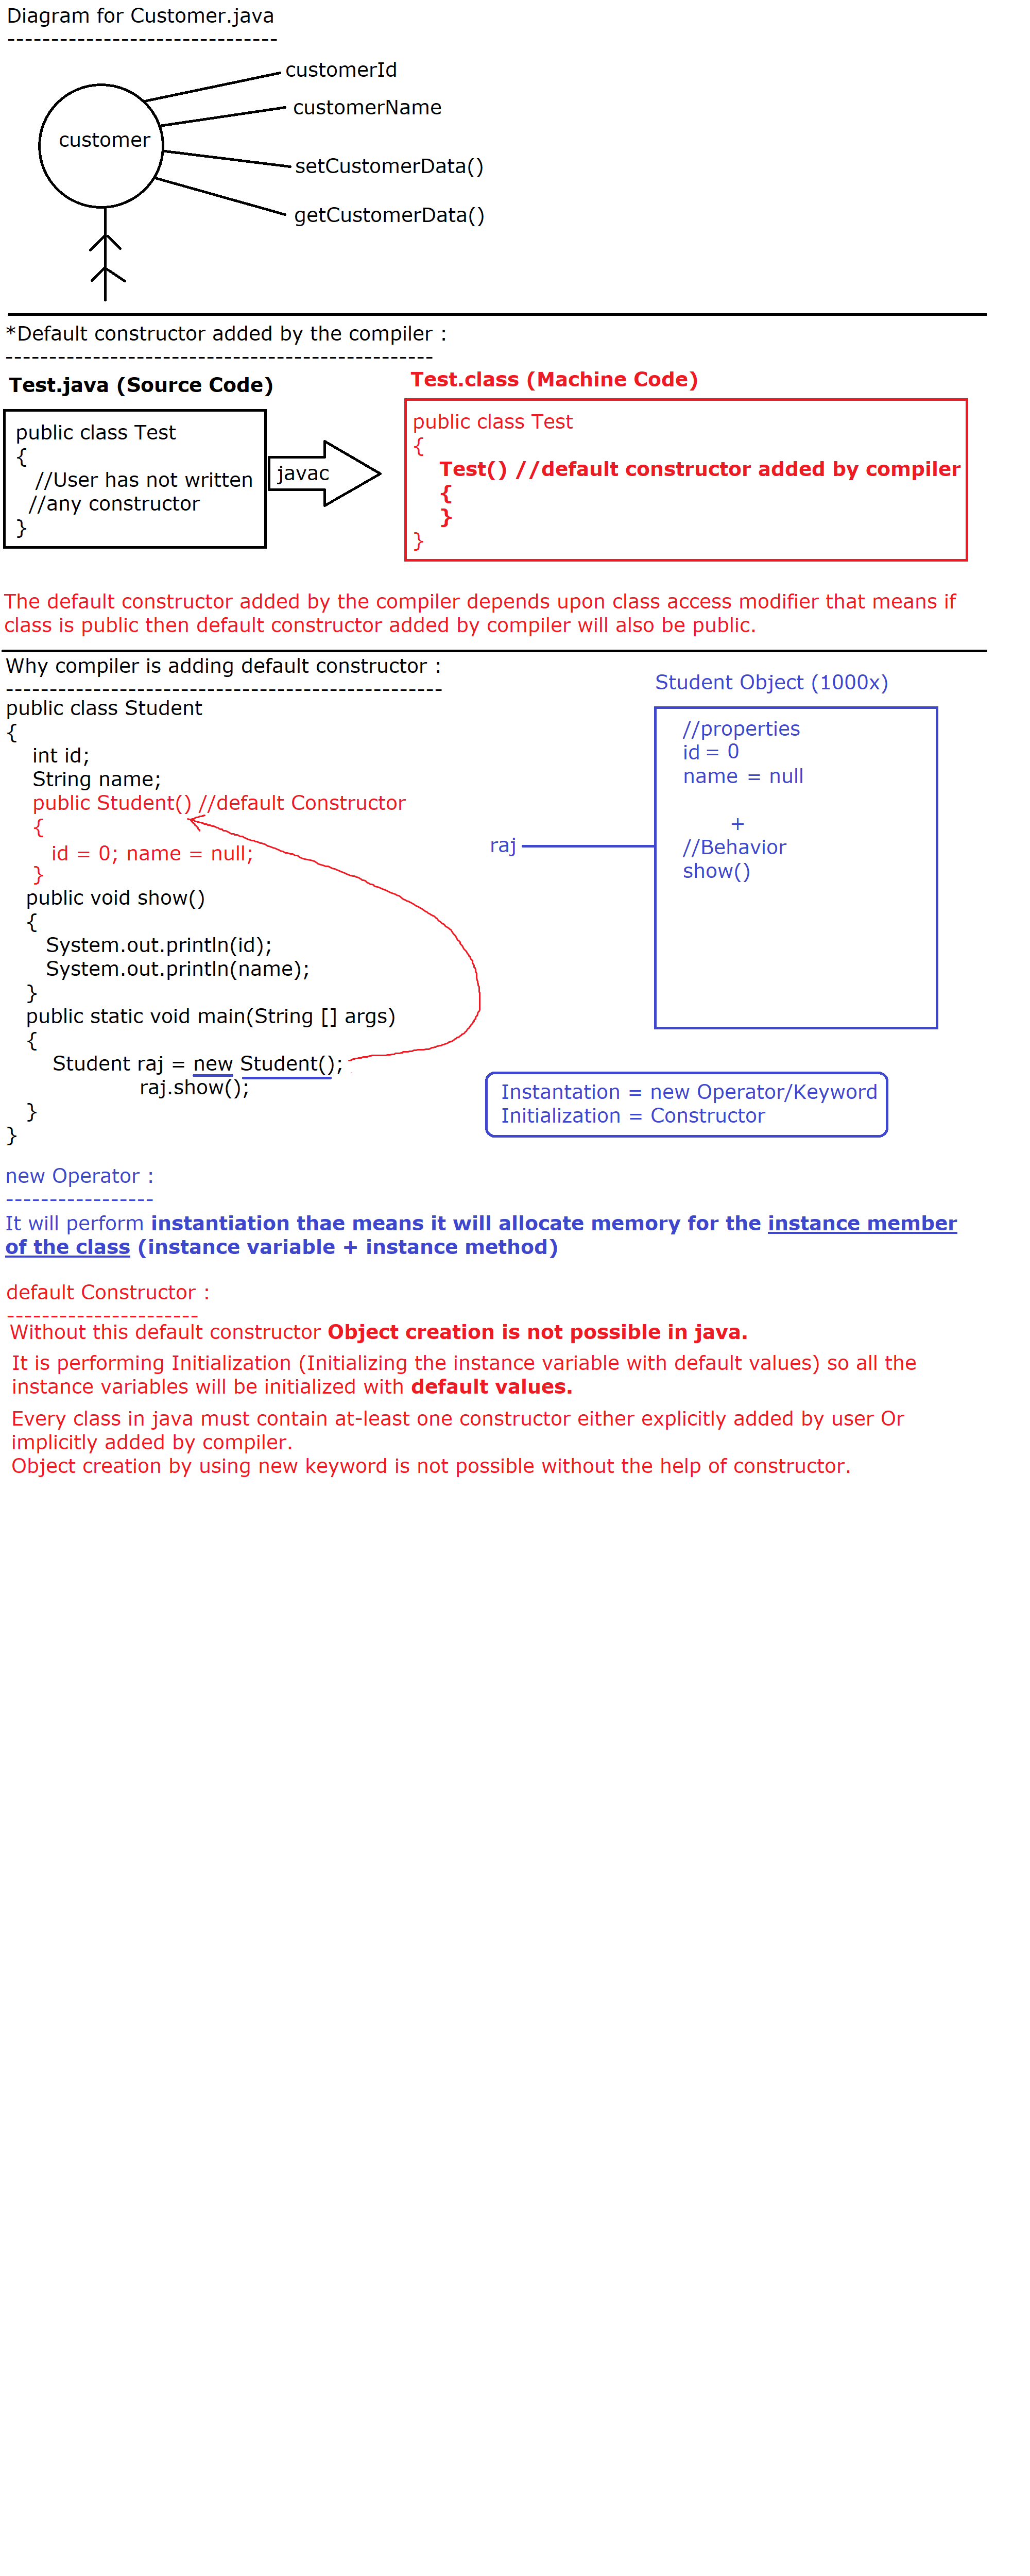 Diagram for Customer.java
-------------------------------
customerId
customerName
customer
setCustomerData()
getCustomerData()
*Default constructor added by the compiler :
-------------------------------------------------
Test.java (Source Code)
public class Test
{
//User has not written
//any constructor
}
javac
Test.class (Machine Code)
public class Test
{
Test() //default constructor added by compiler
{
}
}
The default constructor added by the compiler depends upon class access modifier that means if
class is public then default constructor added by compiler will also be public.
Why compiler is adding default constructor :
--------------------------------------------------
public class Student
{
int id;
String name;
public Student() //default Constructor
{
id = 0; name = null;
}
public void show()
{
System.out.println(id);
System.out.println(name);
}
public static void main(String [] args)
{
Student raj = new Student();
raj.show();
}
}
Student Object (1000x)
//properties
id = 0
name = null
+
//Behavior
show()
raj
Instantation = new Operator/Keyword
Initialization = Constructor
new Operator :
-----------------
It will perform instantiation thae means it will allocate memory for the instance member
of the class (instance variable + instance method)
default Constructor :
----------------------
Without this default constructor Object creation is not possible in java.
It is performing Initialization (Initializing the instance variable with default values) so all the
instance variables will be initialized with default values.
Every class in java must contain at-least one constructor either explicitly added by user Or
implicitly added by compiler.
Object creation by using new keyword is not possible without the help of constructor.